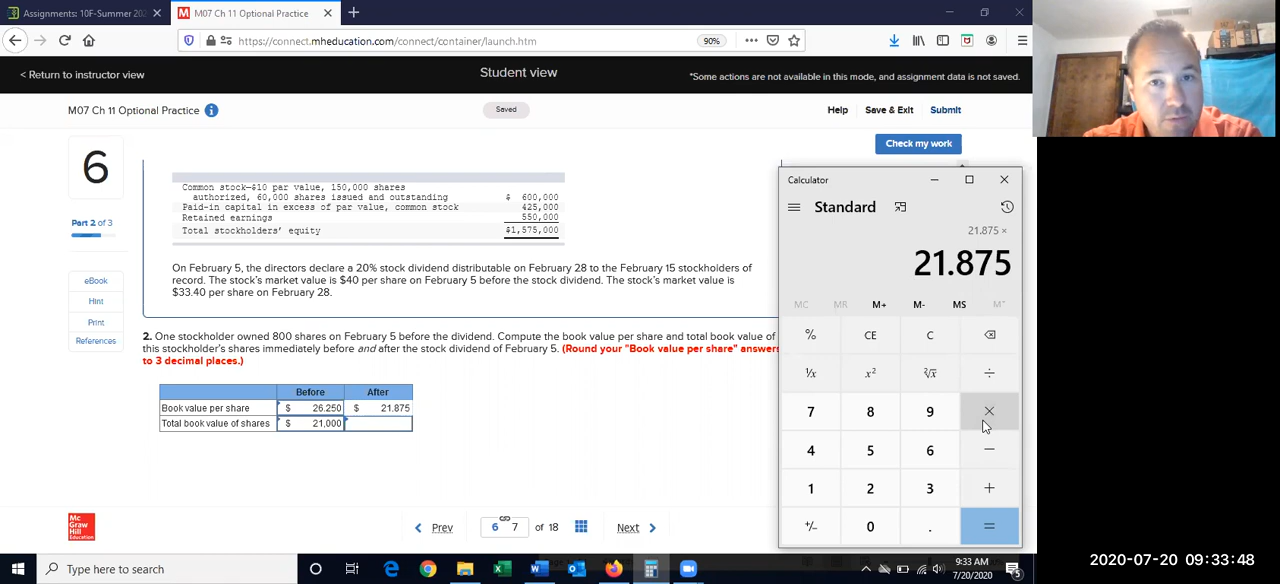 Assignments: 10F-Summer 202
M07 Ch 11 Optional Practice
https://connect.mheducation.com/connect/container/launch.htm
90%
< Return to instructor view
Student view
*Some actions are not available in this mode, and assignment data is not saved.
M07 Ch 11 Optional Practice
Saved
Help
Save & Exit
Submit
Check my work
6
Part 2 of 3
eBook
Hint
Print
References
Common stock—$10 par value, 150,000 shares
authorized, 60,000 shares issued and outstanding $ 600,000
Paid-in capital in excess of par value, common stock 425,000
Retained earnings 550,000
Total stockholders' equity $1,575,000
On February 5, the directors declare a 20% stock dividend distributable on February 28 to the February 15 stockholders of
record. The stock's market value is $40 per share on February 5 before the stock dividend. The stock's market value is
$33.40 per share on February 28.
2. One stockholder owned 800 shares on February 5 before the dividend. Compute the book value per share and total book value of
this stockholder's shares immediately before and after the stock dividend of February 5. (Round your "Book value per share" answers
to 3 decimal places.)
Before After
Book value per share $ 26.250 $ 21.875
Total book value of shares $ 21,000
Calculator
Standard
21.875 ×
21.875
MC MR M+ M- MS M˅
% CE C
¹/x x² ²√x ÷
7 8 9 ×
4 5 6 −
1 2 3 +
+/− 0 . =
Mc
Graw
Hill
Education
Prev
6 7 of 18
Next
Type here to search
9:33 AM
7/20/2020
5
2020-07-20 09:33:48